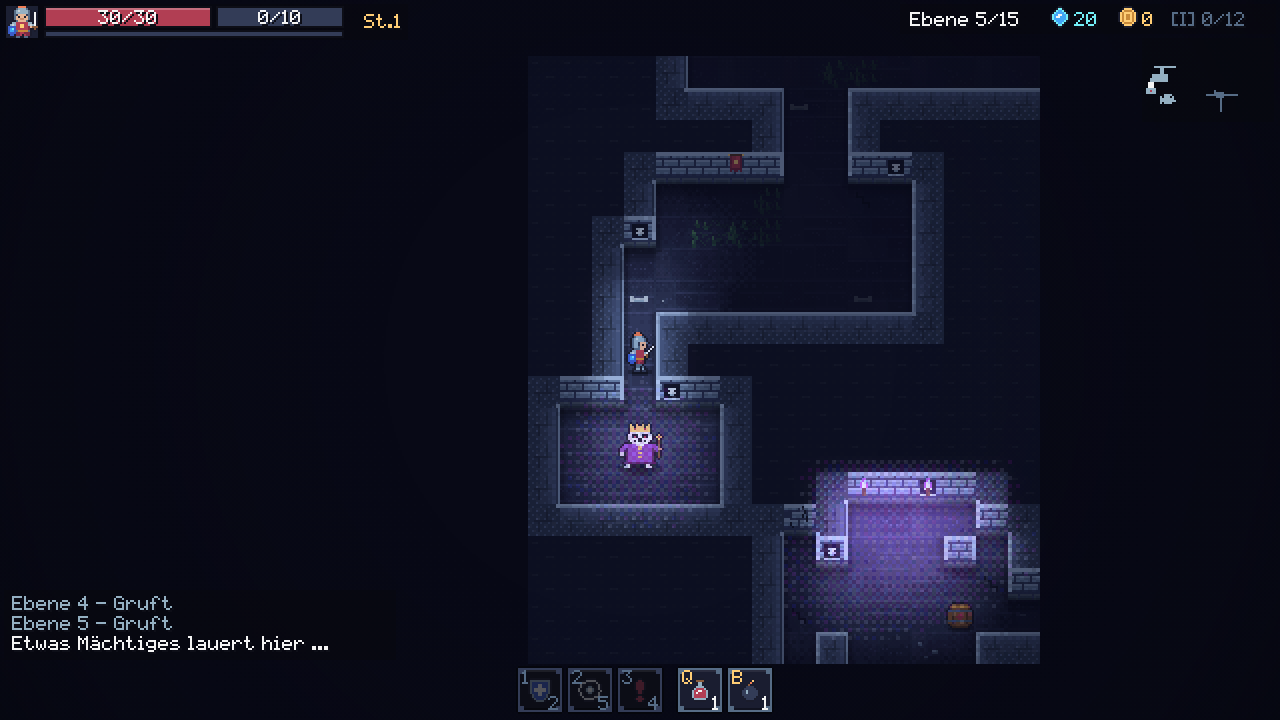 30/30
0/10
St.1
Ebene 5/15
20
0
[I] 0/12
Ebene 4 - Gruft
Ebene 5 - Gruft
Etwas Mächtiges lauert hier ...
1 2
2 5
3 4
Q 1
B 1